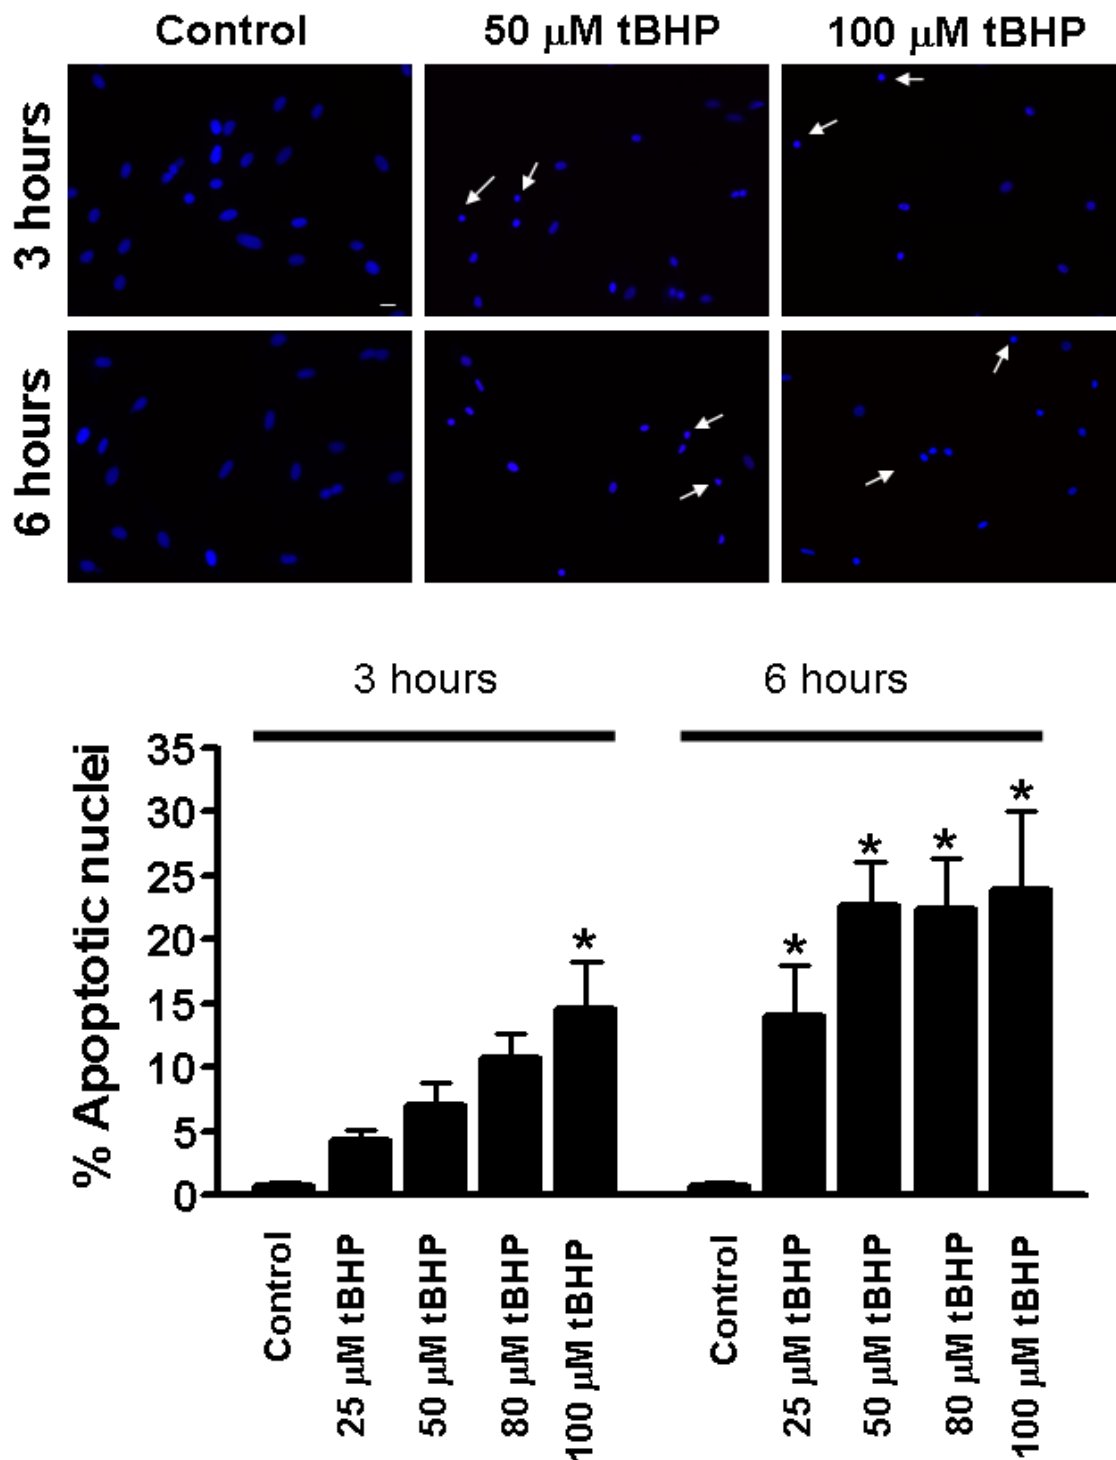 Control 50 μM tBHP 100 μM tBHP
3 hours
6 hours
3 hours 6 hours
% Apoptotic nuclei
35
30
25
20
15
10
5
0
* * * * *
Control 25 μM tBHP 50 μM tBHP 80 μM tBHP 100 μM tBHP Control 25 μM tBHP 50 μM tBHP 80 μM tBHP 100 μM tBHP